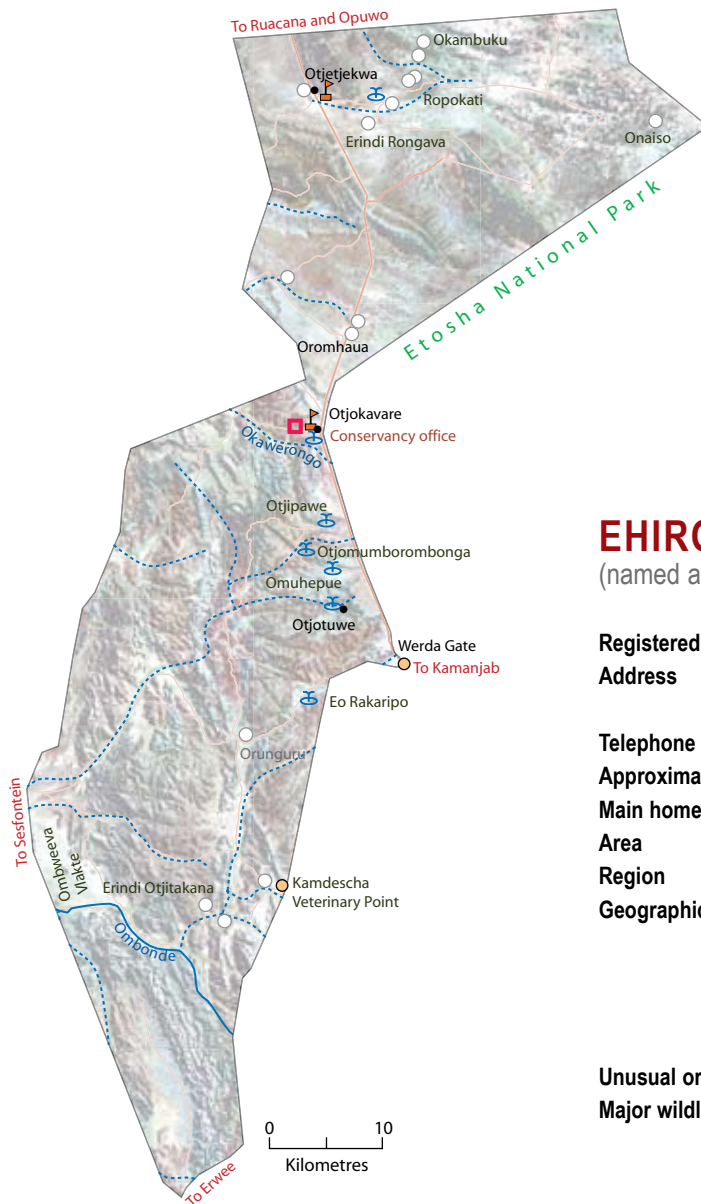 To Ruacana and Opuwo
Okambuku
Otjetjekwa
Ropokati
Erindi Rongava
Onaiso
Etosha National Park
Oromhaua
Otjokavare
Conservancy office
Okawerongo
Otjipawe
Otjomumborombonga
Omuhepue
Otjotuwe
Werda Gate
To Kamanjab
Eo Rakaripo
Orunguru
To Sesfontein
Ombweeva
Vlakte
Erindi Otjitakana
Kamdescha
Veterinary Point
Ombonde
0 10
Kilometres
To Erwee
EHIRO
(named a
Registered
Address
Telephone
Approxima
Main home
Area
Region
Geographic
Unusual or
Major wildl